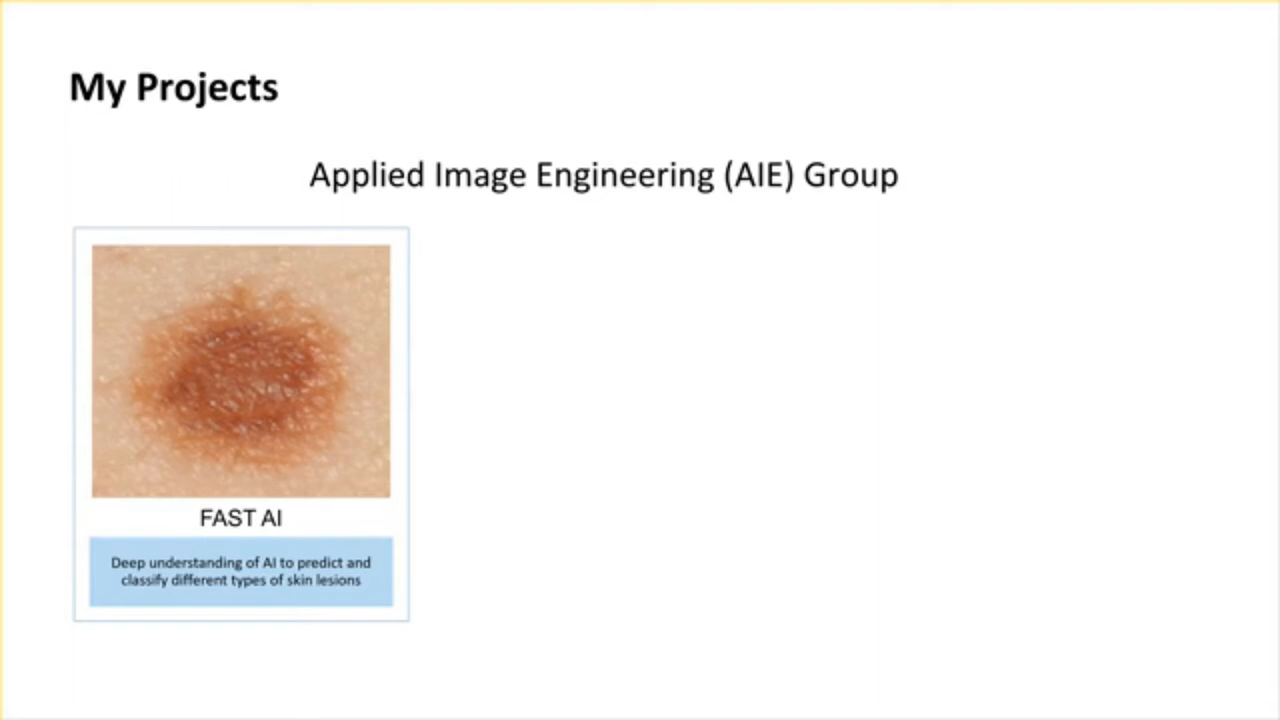 My Projects
Applied Image Engineering (AIE) Group
FAST AI
Deep understanding of AI to predict and
classify different types of skin lesions